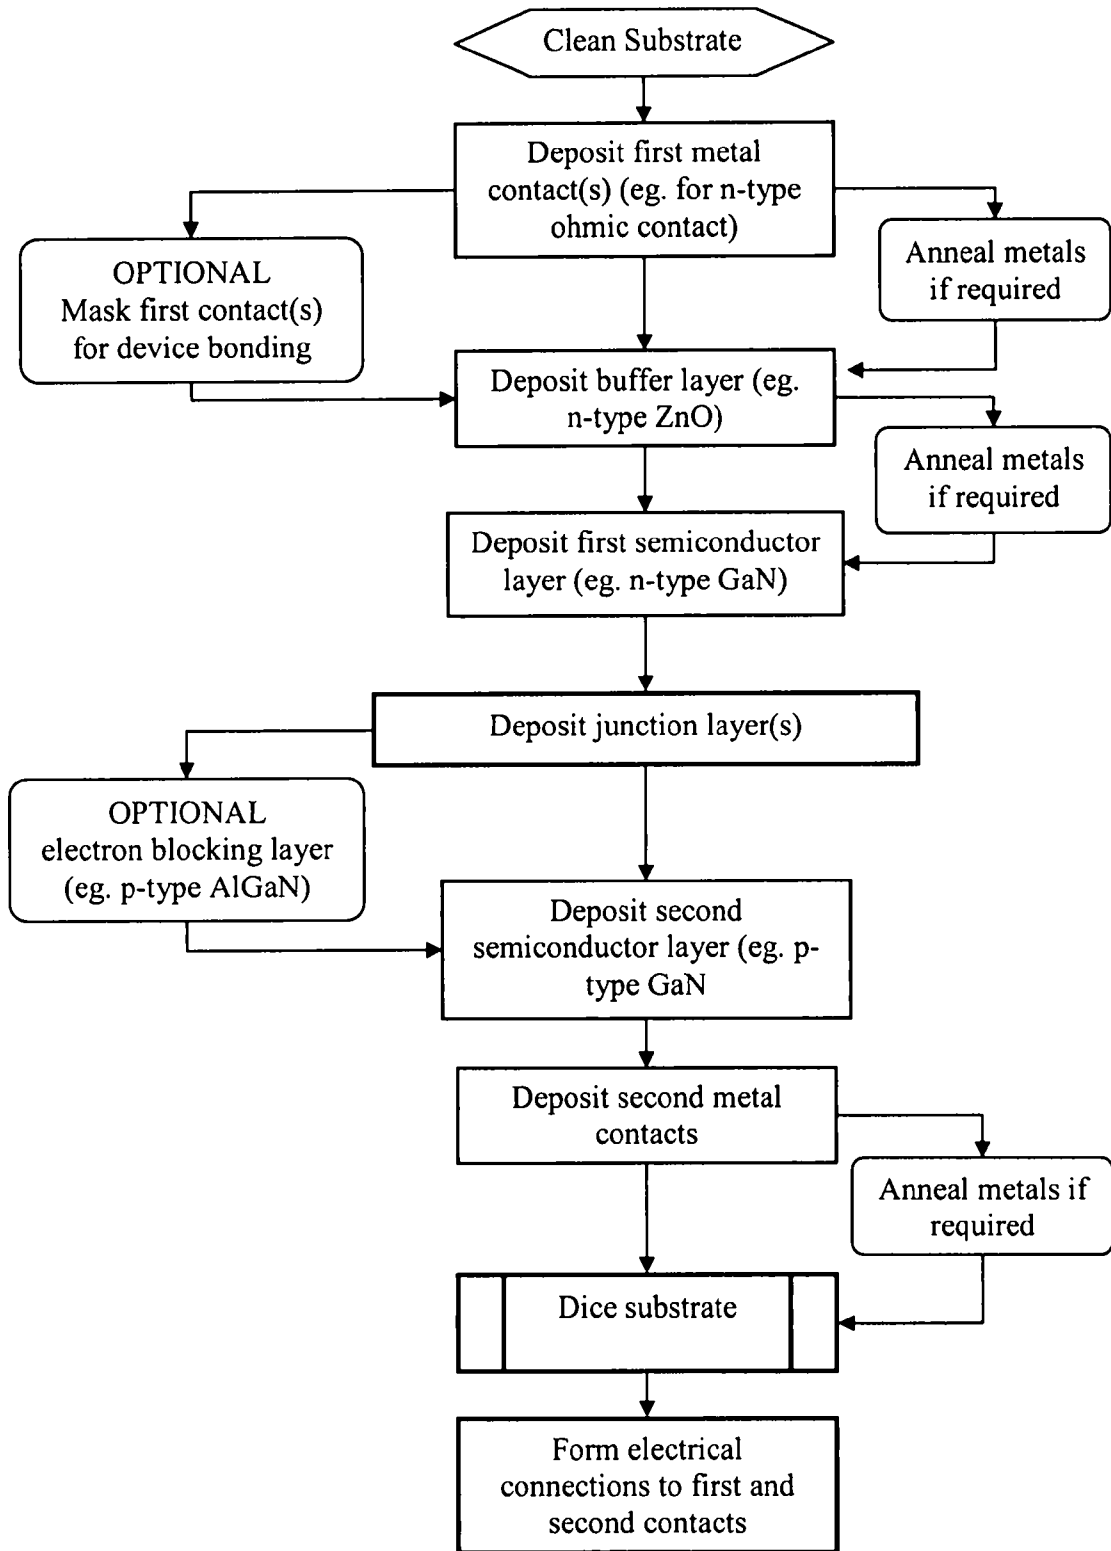 Clean Substrate
Deposit first metal
contact(s) (eg. for n-type
ohmic contact)
OPTIONAL
Mask first contact(s)
for device bonding
Anneal metals
if required
Deposit buffer layer (eg.
n-type ZnO)
Anneal metals
if required
Deposit first semiconductor
layer (eg. n-type GaN)
Deposit junction layer(s)
OPTIONAL
electron blocking layer
(eg. p-type AlGaN)
Deposit second
semiconductor layer (eg. p-
type GaN
Deposit second metal
contacts
Anneal metals if
required
Dice substrate
Form electrical
connections to first and
second contacts